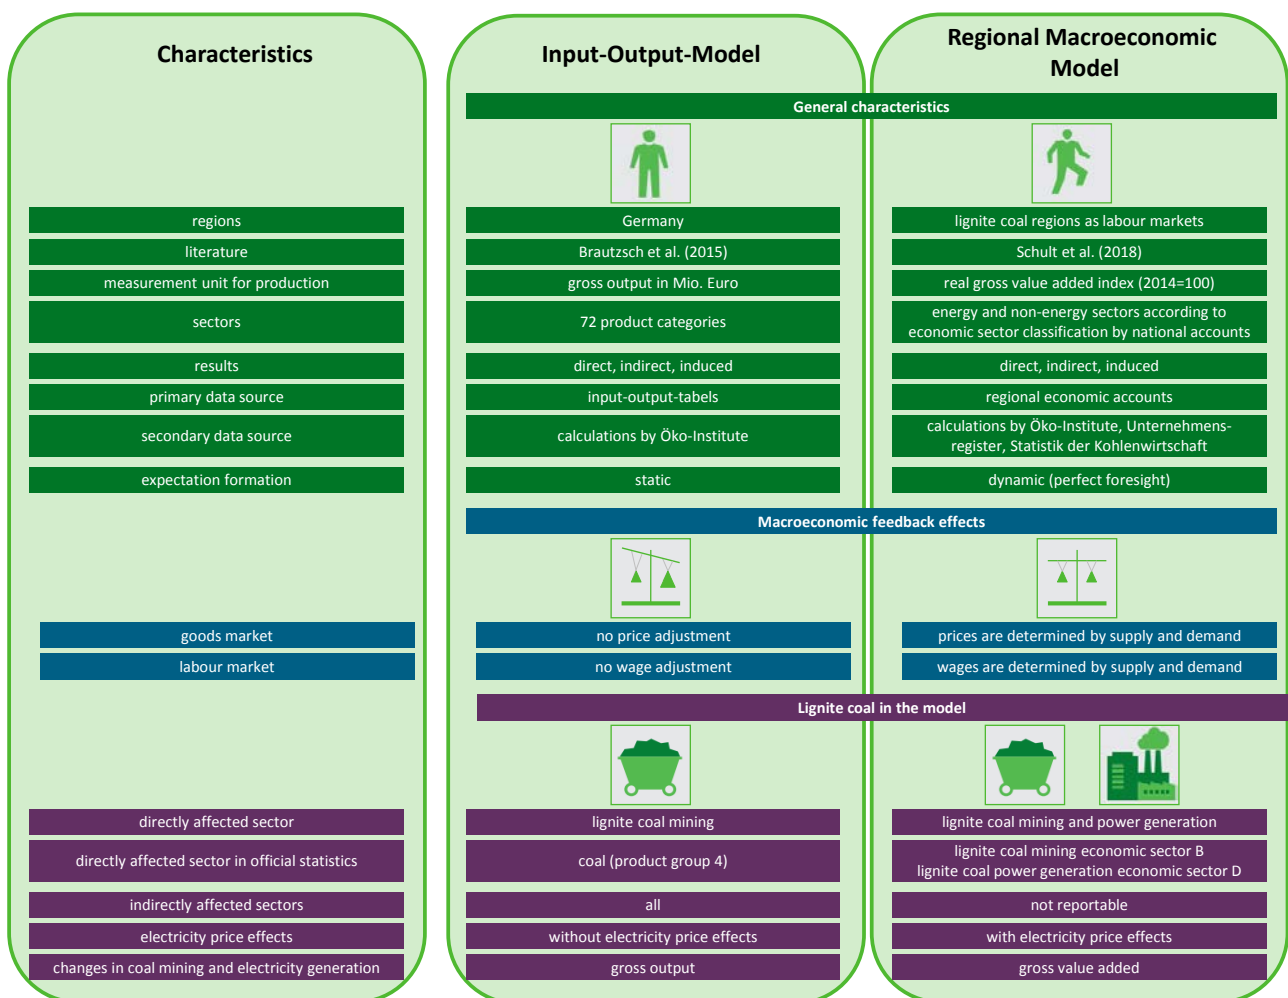 Characteristics
Input-Output-Model
Regional Macroeconomic
Model
General characteristics
regions
Germany
lignite coal regions as labour markets
literature
Brautzsch et al. (2015)
Schult et al. (2018)
measurement unit for production
gross output in Mio. Euro
real gross value added index (2014=100)
sectors
72 product categories
energy and non-energy sectors according to
economic sector classification by national accounts
results
direct, indirect, induced
direct, indirect, induced
primary data source
input-output-tabels
regional economic accounts
secondary data source
calculations by Öko-Institute
calculations by Öko-Institute, Unternehmens-
register, Statistik der Kohlenwirtschaft
expectation formation
static
dynamic (perfect foresight)
Macroeconomic feedback effects
goods market
no price adjustment
prices are determined by supply and demand
labour market
no wage adjustment
wages are determined by supply and demand
Lignite coal in the model
directly affected sector
lignite coal mining
lignite coal mining and power generation
directly affected sector in official statistics
coal (product group 4)
lignite coal mining economic sector B
lignite coal power generation economic sector D
indirectly affected sectors
all
not reportable
electricity price effects
without electricity price effects
with electricity price effects
changes in coal mining and electricity generation
gross output
gross value added